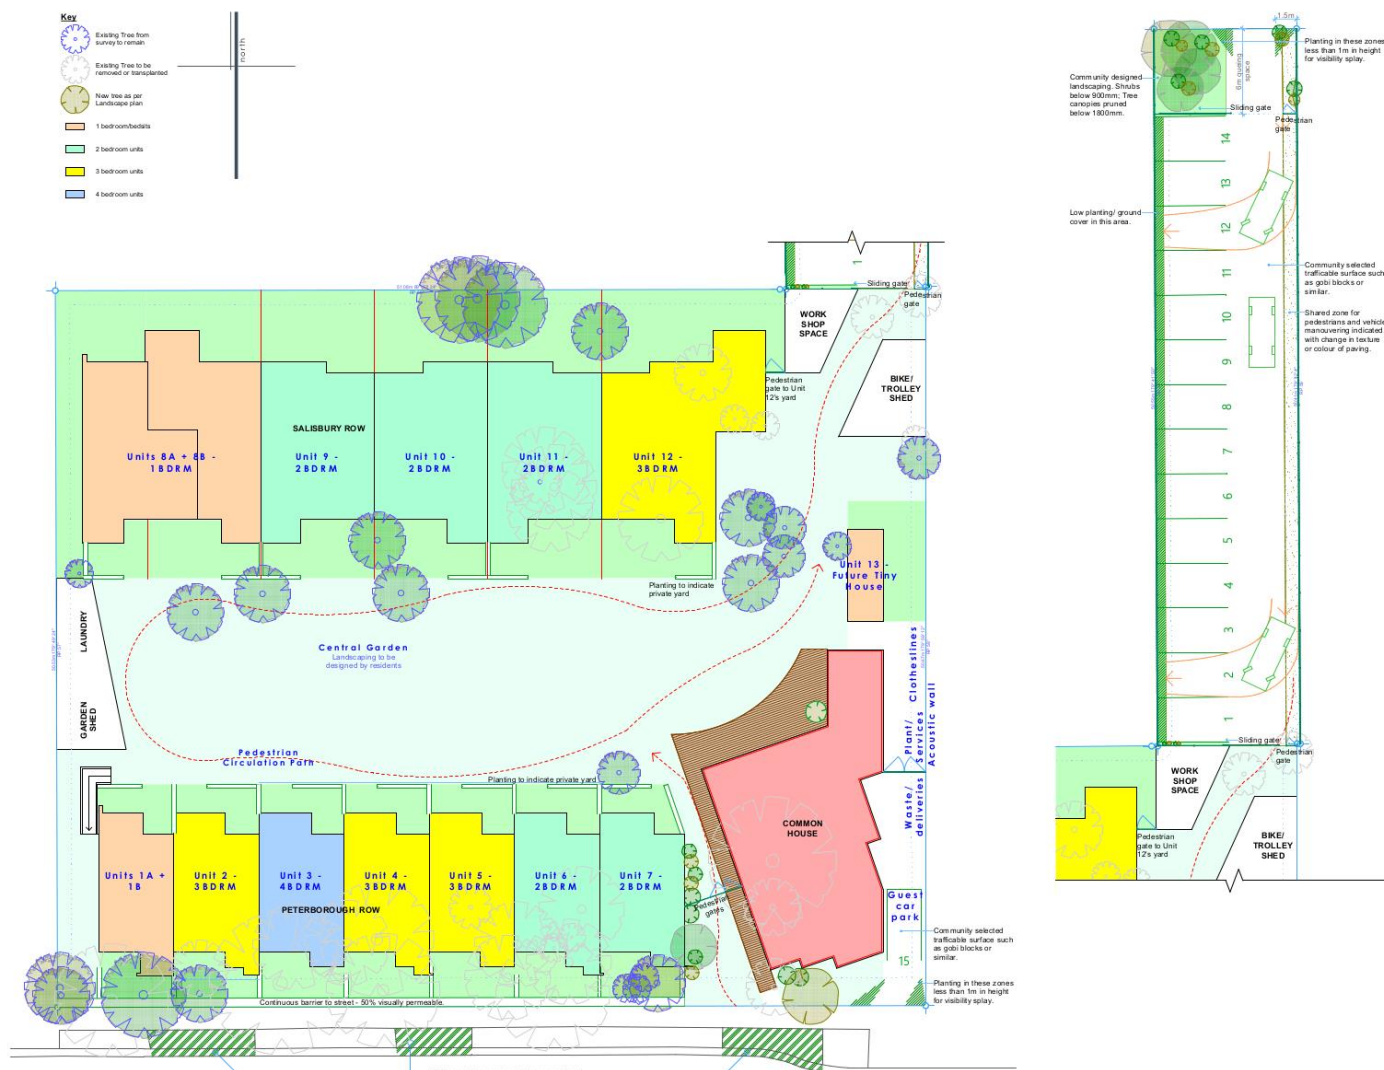 Key
Existing Tree from
survey to remain
Existing Tree to be
removed or transplanted
New tree as per
Landscape plan
1 bedroom/bedsits
2 bedroom units
3 bedroom units
4 bedroom units
north
1
Sliding gate
Pedestrian
gate
WORK
SHOP
SPACE
Pedestrian
gate to Unit
12's yard
BIKE/
TROLLEY
SHED
SALISBURY ROW
Units 8A + 8B -
1BDRM
Unit 9 -
2BDRM
Unit 10 -
2BDRM
Unit 11 -
2BDRM
Unit 12 -
3BDRM
Planting to indicate
private yard
Unit 13 -
Future Tiny
House
LAUNDRY
GARDEN
SHED
Central Garden
Landscaping to be
designed by residents
Pedestrian
Circulation Path
Planting to indicate private yard
Clotheslines
Plant/
Services
Acoustic wall
Waste/
deliveries
COMMON
HOUSE
Units 1A +
1B
Unit 2 -
3BDRM
Unit 3 -
4BDRM
Unit 4 -
3BDRM
Unit 5 -
3BDRM
Unit 6 -
2BDRM
Unit 7 -
2BDRM
PETERBOROUGH ROW
Pedestrian
gates
Guest
car
park
15
Community selected
trafficable surface such
as gobi blocks or
similar.
Planting in these zones
less than 1m in height
for visibility splay.
Continuous barrier to street - 50% visually permeable.
1.5m
Planting in these zones
less than 1m in height
for visibility splay.
6m queing
space
Community designed
landscaping. Shrubs
below 900mm; Tree
canopies pruned
below 1800mm.
Sliding gate
Pedestrian
gate
14
13
12
11
10
9
8
7
6
5
4
3
2
1
Low planting/ ground
cover in this area.
Community selected
trafficable surface such
as gobi blocks or
similar.
Shared zone for
pedestrians and vehicle
manouvering indicated
with change in texture
or colour of paving.
Sliding gate
Pedestrian
gate
WORK
SHOP
SPACE
Pedestrian
gate to Unit
12's yard
BIKE/
TROLLEY
SHED